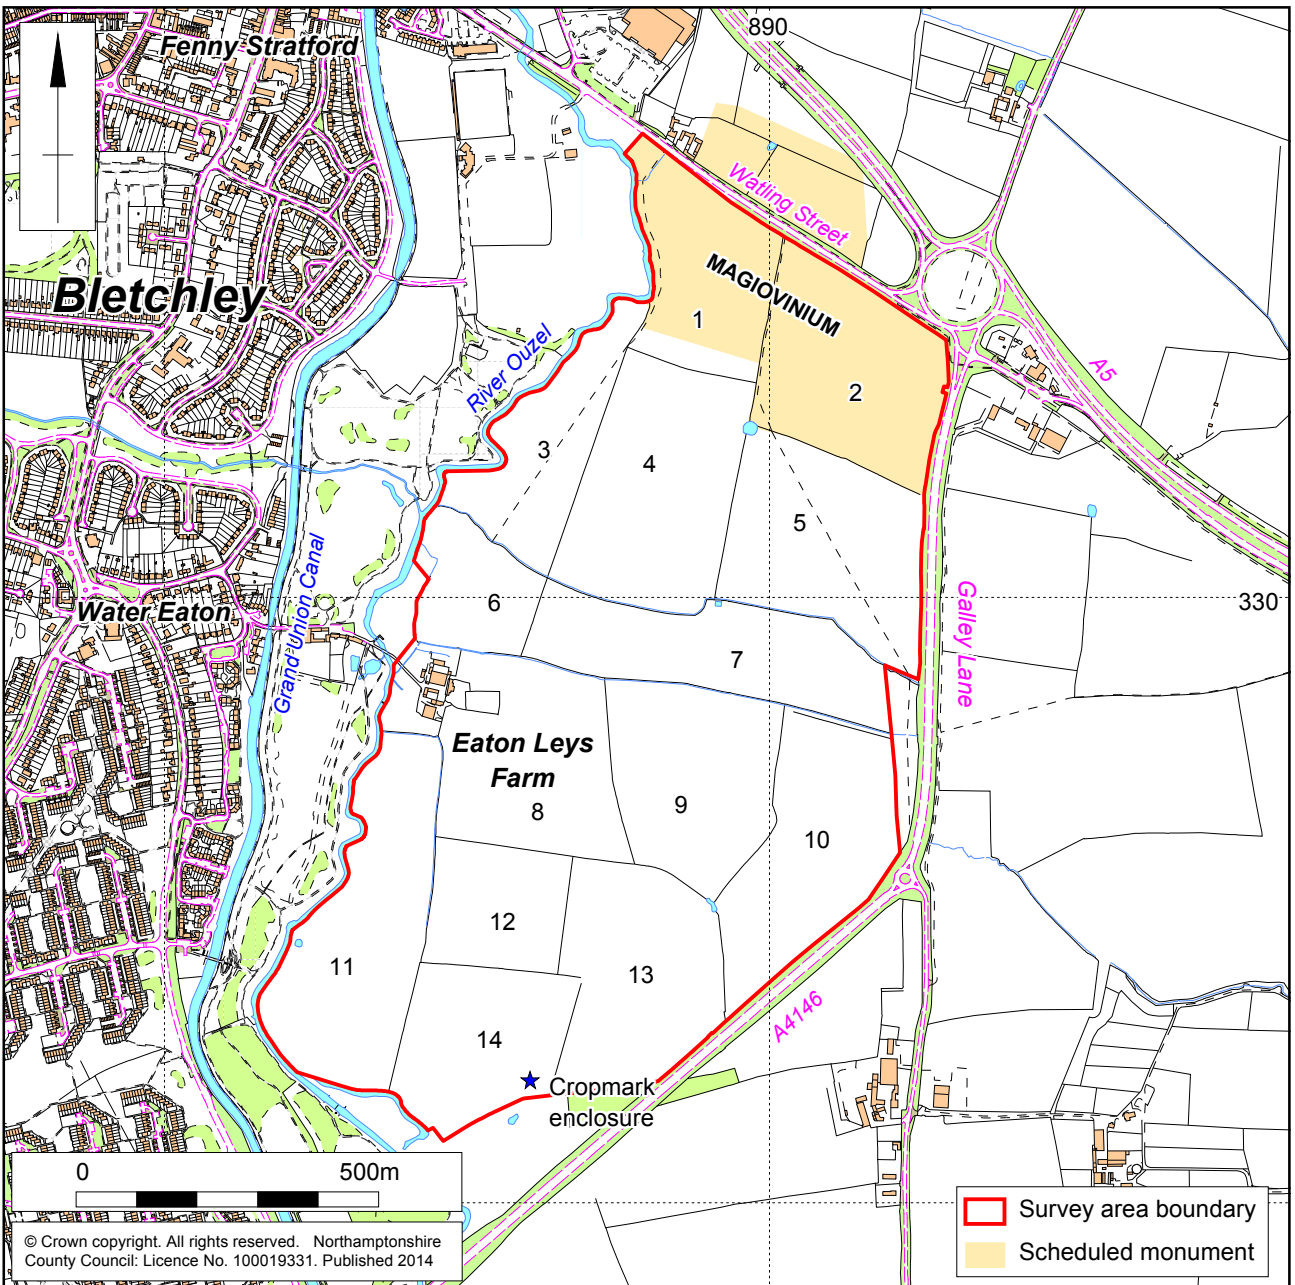 890
Fenny Stratford
Watling Street
Bletchley
MAGIOVINIUM
1
River Ouzel
A5
2
3
4
5
Grand Union Canal
Water Eaton
6
Galley Lane
330
7
Eaton Leys
Farm
8
9
10
12
11
13
A4146
14
Cropmark
enclosure
0 500m
Survey area boundary
Scheduled monument
© Crown copyright. All rights reserved. Northamptonshire
County Council: Licence No. 100019331. Published 2014